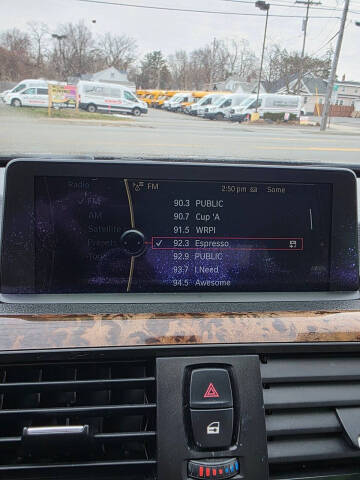 Radio
FM
2:50 pm
Some
FM
AM
Satellite
Presets
90.3 PUBLIC
90.7 Cup 'A
91.5 WRPI
92.3 Espresso
92.9 PUBLIC
93.7 I.Need
94.5 Awesome